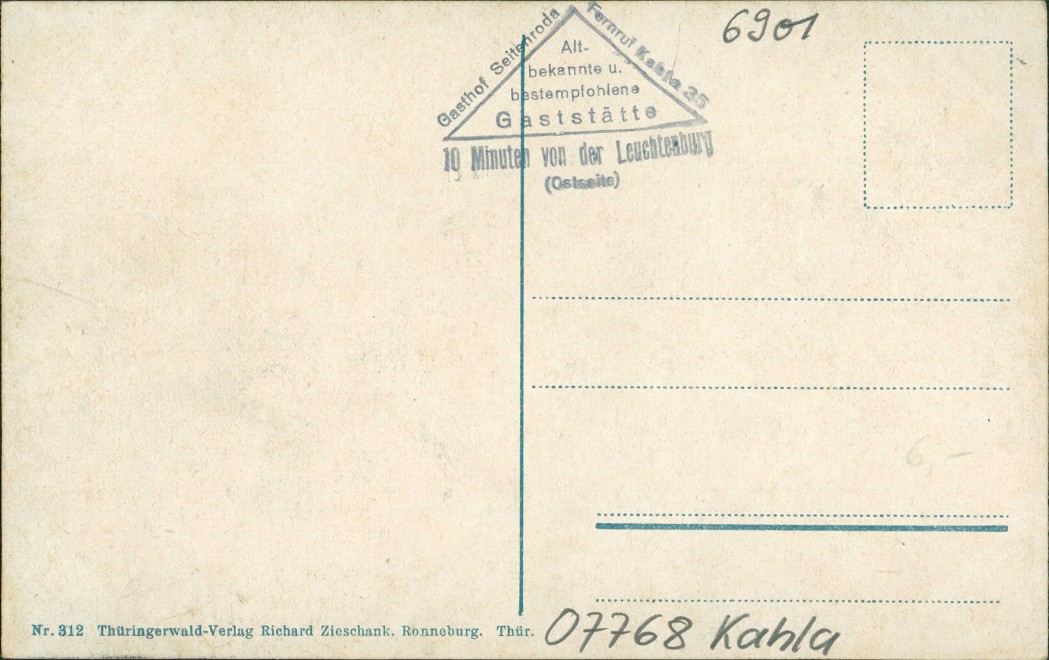 6901
Gasthof Seitenroda
Fernruf Kahla 35
Alt-
bekannte u.
bestempfohlene
Gaststätte
10 Minuten von der Leuchtenburg
(Ostseite)
6,-
Nr. 312 Thüringerwald-Verlag Richard Zieschank, Ronneburg. Thür.
07768 Kahla